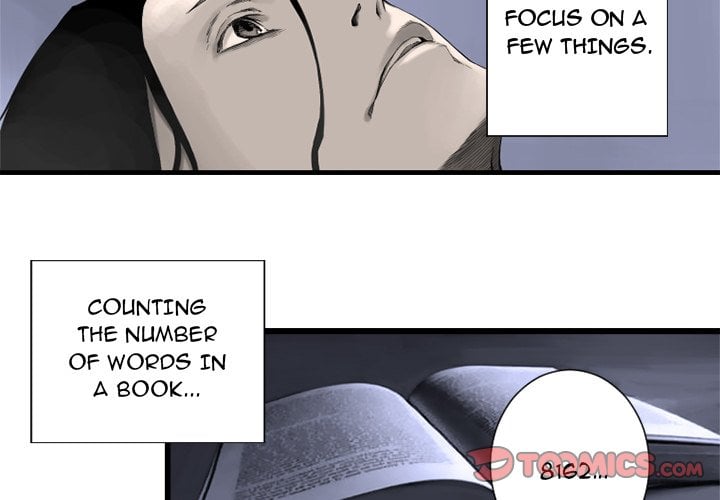 FOCUS ON A
FEW THINGS.
COUNTING
THE NUMBER
OF WORDS IN
A BOOK...
8162...
TOOMICS.COM